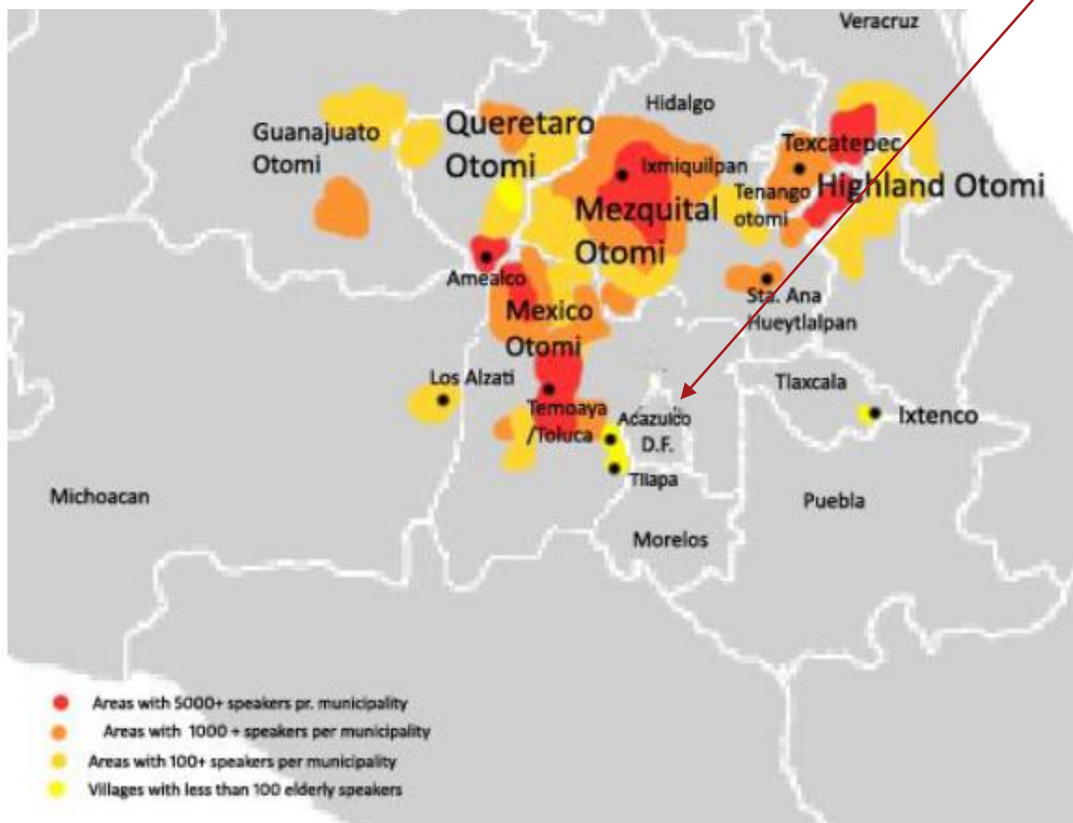 Veracruz
Hidalgo
Guanajuato
Otomi
Queretaro
Otomi
Ixmiquilpan
Texcatepec
Tenango
otomi
Highland Otomi
Mezquital
Otomi
Amealco
Sta. Ana
Hueytlalpan
Mexico
Otomi
Los Alzati
Temoaya
/Toluca
Acazulco
D.F.
Tilapa
Tlaxcala
Ixtenco
Michoacan
Puebla
Morelos
Areas with 5000+ speakers pr. municipality
Areas with 1000 + speakers per municipality
Areas with 100+ speakers per municipality
Villages with less than 100 elderly speakers